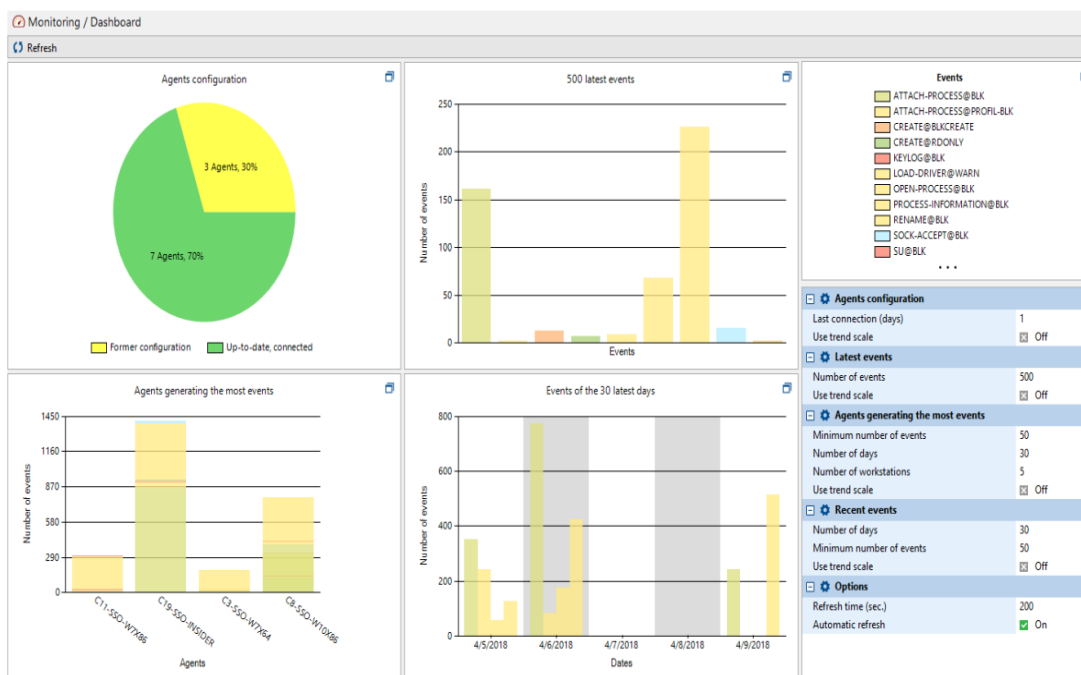 Monitoring / Dashboard
Refresh
Agents configuration
3 Agents, 30%
7 Agents, 70%
Former configuration
Up-to-date, connected
500 latest events
Number of events
250
200
150
100
50
0
Events
Events
ATTACH-PROCESS@BLK
ATTACH-PROCESS@PROFIL-BLK
CREATE@BLKCREATE
CREATE@RDONLY
KEYLOG@BLK
LOAD-DRIVER@WARN
OPEN-PROCESS@BLK
PROCESS-INFORMATION@BLK
RENAME@BLK
SOCK-ACCEPT@BLK
SU@BLK
...
Agents generating the most events
Number of events
1450
1160
870
580
290
0
C11-SSO-W7X86
C19-SSO-INSIDER
C3-SSO-W7X64
C8-SSO-W10X86
Agents
Events of the 30 latest days
Number of events
800
600
400
200
0
4/5/2018 4/6/2018 4/7/2018 4/8/2018 4/9/2018
Dates
Agents configuration
Last connection (days) 1
Use trend scale Off
Latest events
Number of events 500
Use trend scale Off
Agents generating the most events
Minimum number of events 50
Number of days 30
Number of workstations 5
Use trend scale Off
Recent events
Number of days 30
Minimum number of events 50
Use trend scale Off
Options
Refresh time (sec.) 200
Automatic refresh On